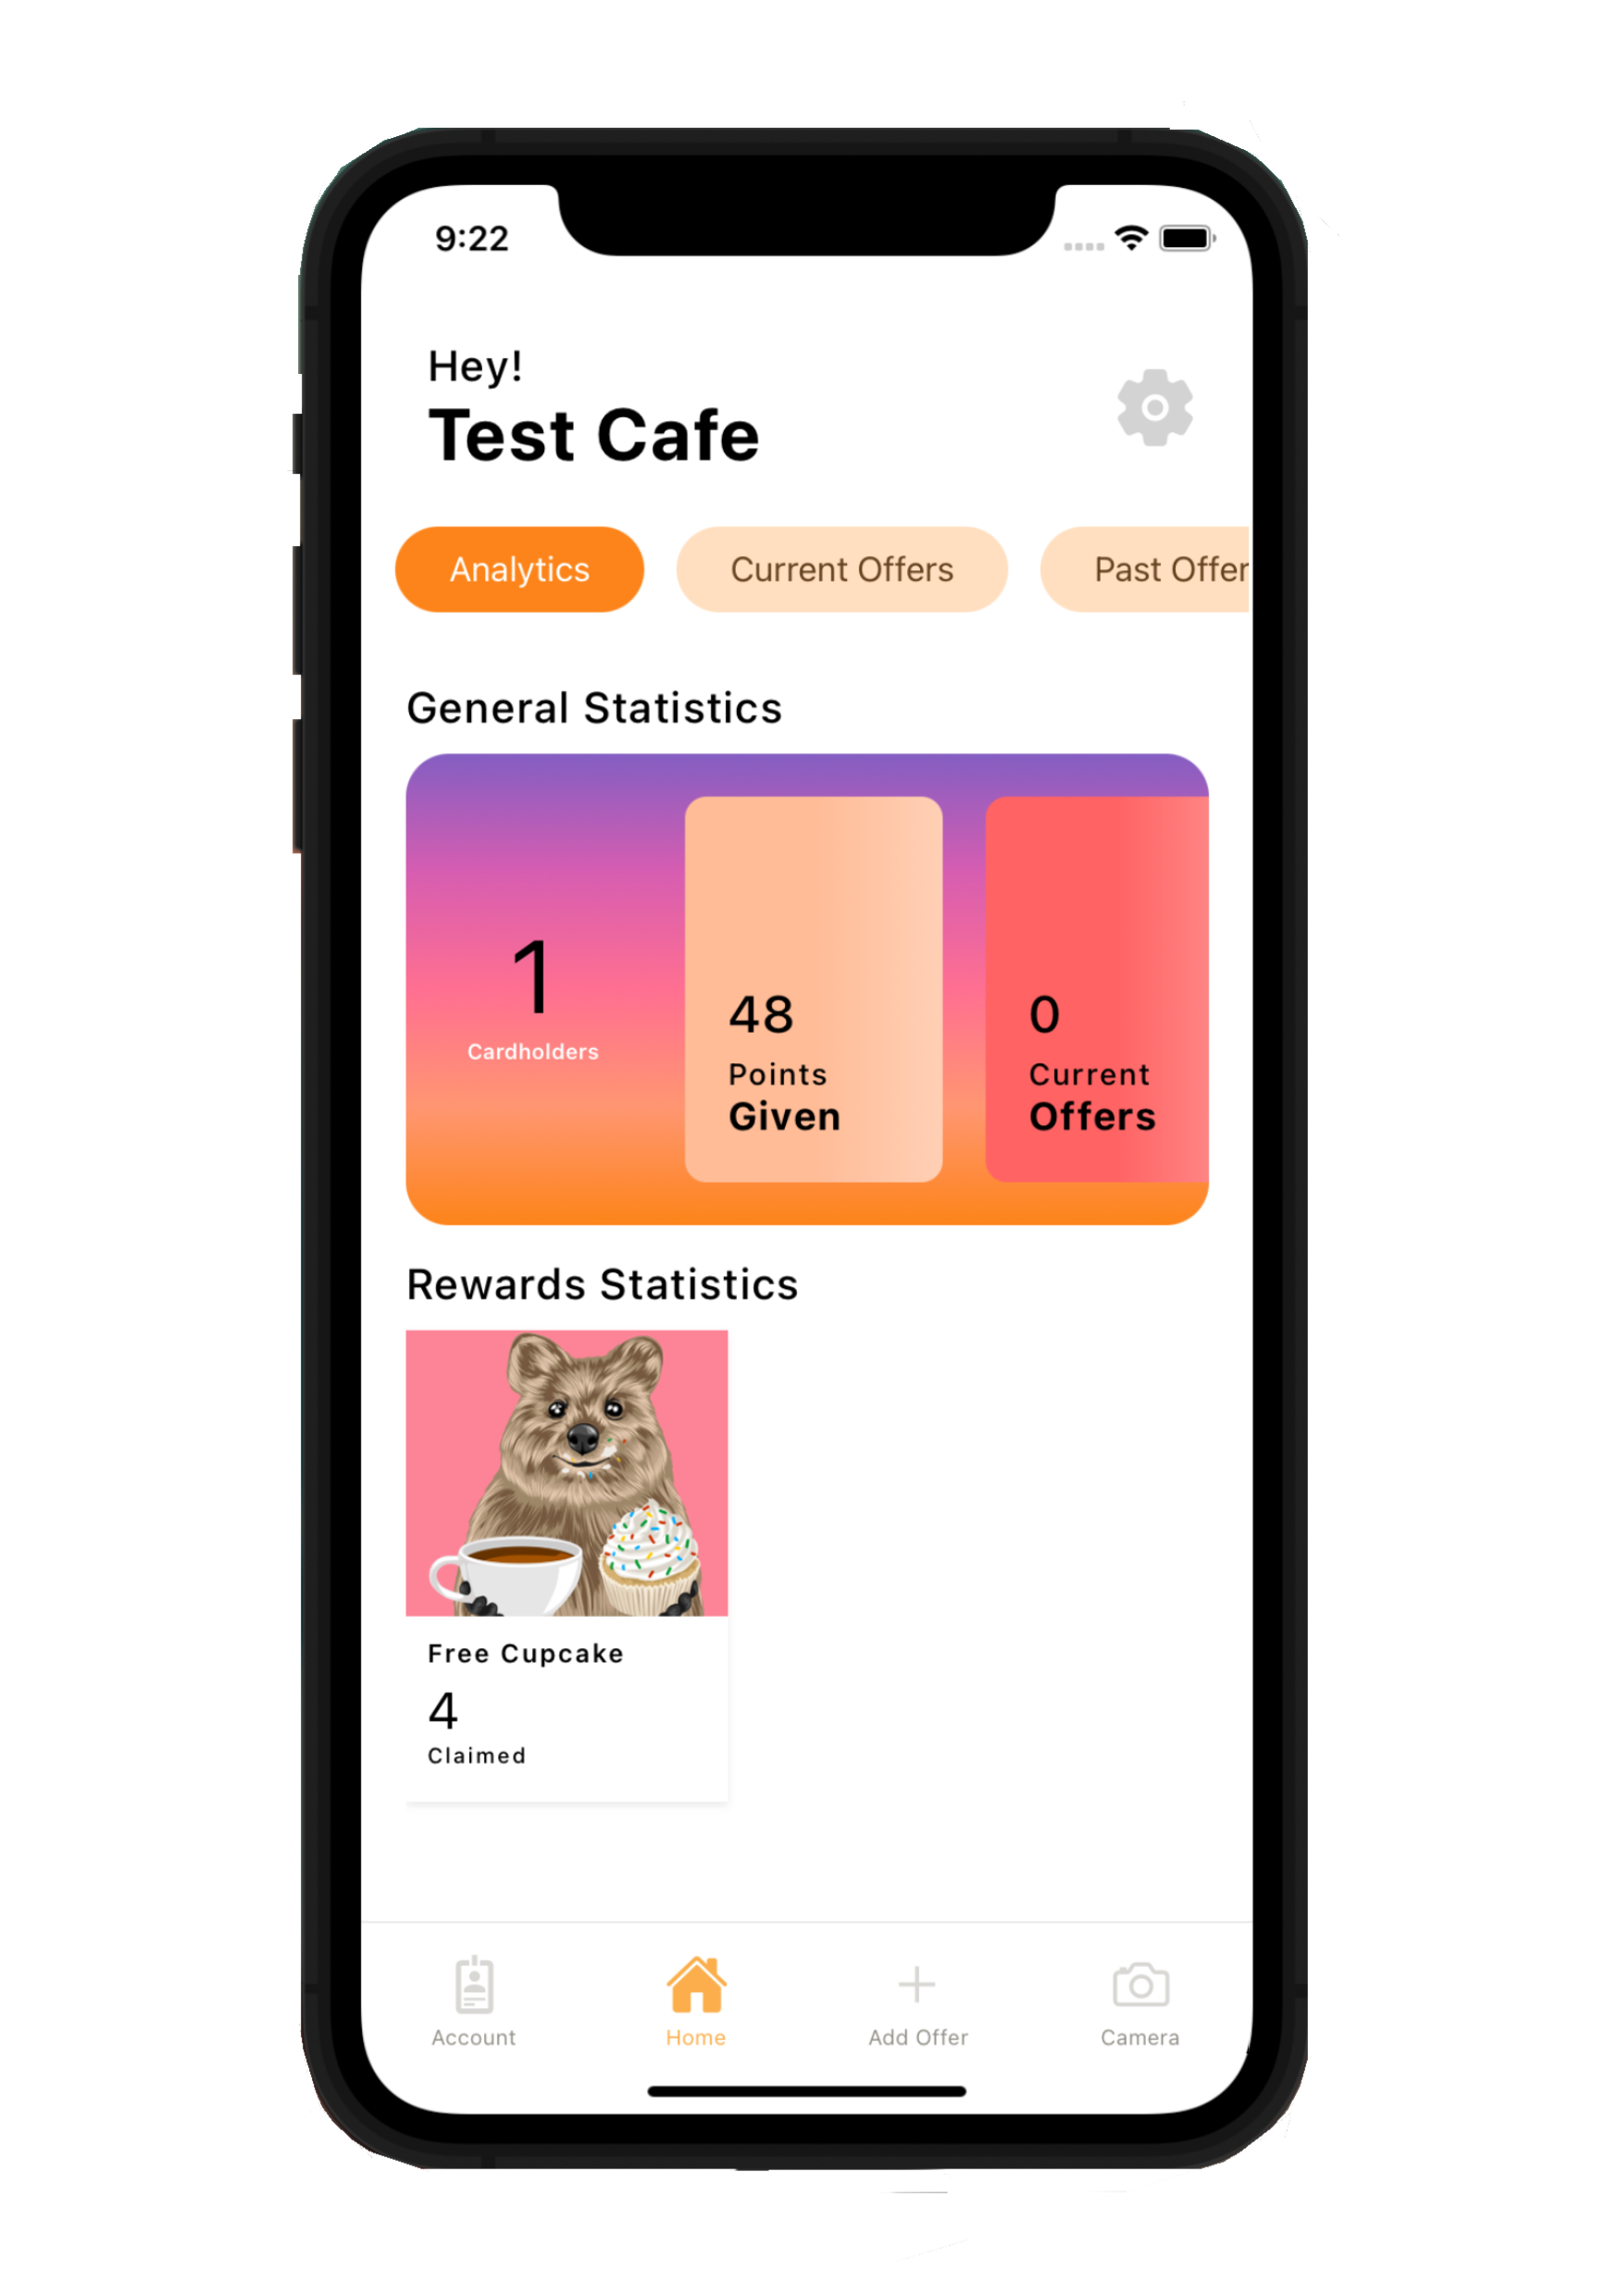 9:22
Hey!
Test Cafe
Analytics
Current Offers
Past Offer
General Statistics
1
Cardholders
48
Points
Given
0
Current
Offers
Rewards Statistics
Free Cupcake
4
Claimed
Account
Home
Add Offer
Camera